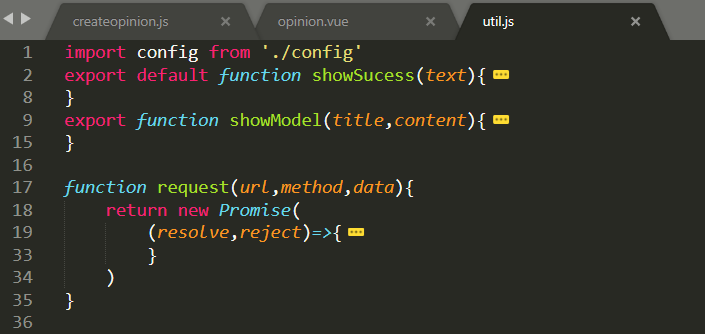 createopinion.js × opinion.vue × util.js ×
1 import config from './config'
2 export default function showSucess(text){
8 }
9 export function showModel(title,content){
15 }
16
17 function request(url,method,data){
18 return new Promise(
19 (resolve,reject)=>{
33 }
34 )
35 }
36